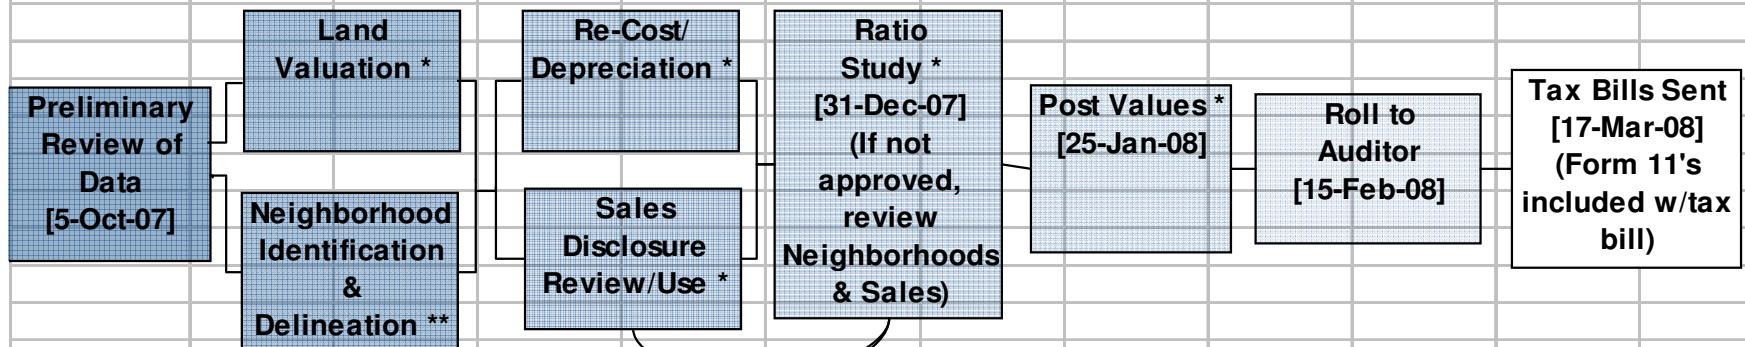 Preliminary
Review of
Data
[5-Oct-07]
Land
Valuation *
Neighborhood
Identification
&
Delineation **
Re-Cost/
Depreciation *
Sales
Disclosure
Review/Use *
Ratio
Study *
[31-Dec-07]
(If not
approved,
review
Neighborhoods
& Sales)
Post Values *
[25-Jan-08]
Roll to
Auditor
[15-Feb-08]
Tax Bills Sent
[17-Mar-08]
(Form 11's
included w/tax
bill)